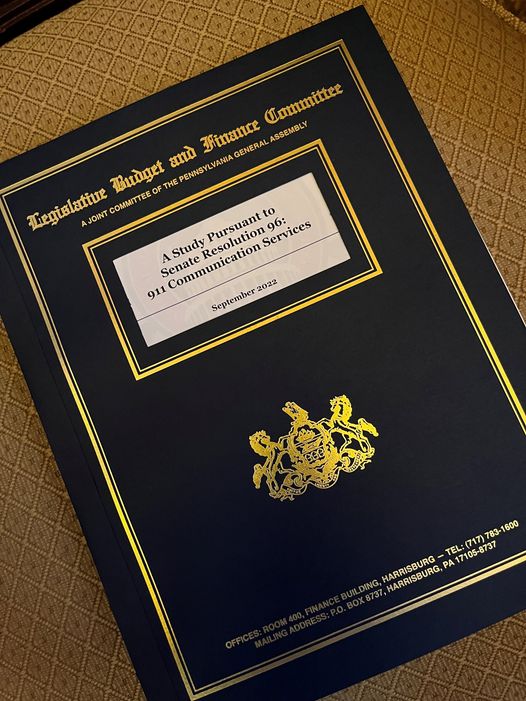 Legislative Budget and Finance Committee
A JOINT COMMITTEE OF THE PENNSYLVANIA GENERAL ASSEMBLY
A Study Pursuant to
Senate Resolution 96:
911 Communication Services
September 2022
OFFICES: ROOM 400, FINANCE BUILDING, HARRISBURG — TEL: (717) 783-1600
MAILING ADDRESS: P.O. BOX 8737, HARRISBURG, PA 17105-8737